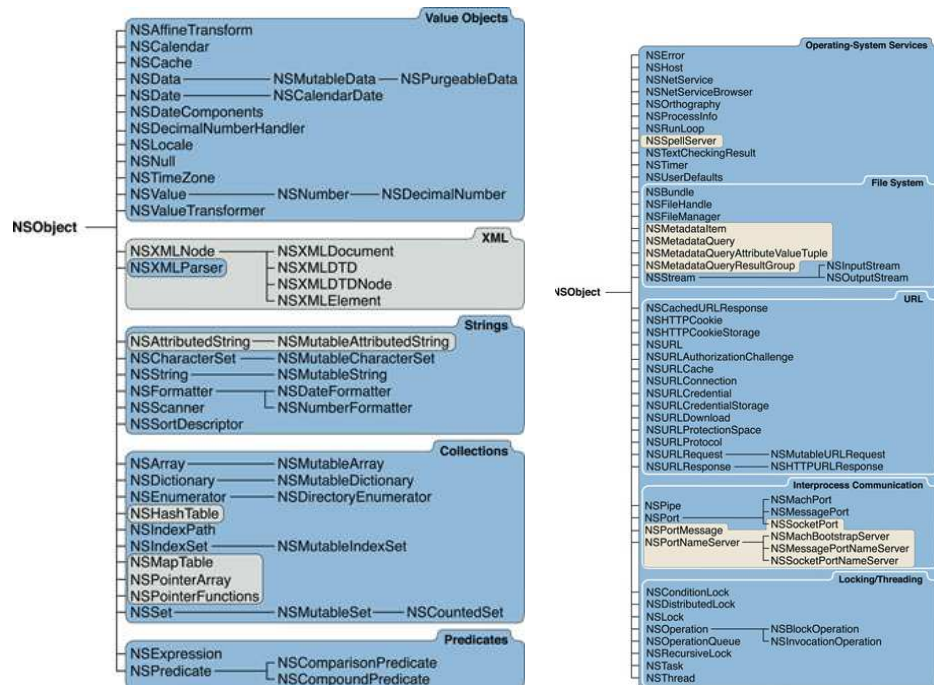 Value Objects
NSAffineTransform
NSCalendar
NSCache
NSData NSMutableData NSPurgeableData
NSDate NSCalendarDate
NSDateComponents
NSDecimalNumberHandler
NSLocale
NSNull
NSTimeZone
NSValue NSNumber NSDecimalNumber
NSValueTransformer
NSObject
XML
NSXMLNode NSXMLDocument
NSXMLParser NSXMLDTD
NSXMLDTDNode
NSXMLElement
Strings
NSAttributedString NSMutableAttributedString
NSCharacterSet NSMutableCharacterSet
NSString NSMutableString
NSFormatter NSDateFormatter
NSScanner NSNumberFormatter
NSSortDescriptor
Collections
NSArray NSMutableArray
NSDictionary NSMutableDictionary
NSEnumerator NSDirectoryEnumerator
NSHashTable
NSIndexPath
NSIndexSet NSMutableIndexSet
NSMapTable
NSPointerArray
NSPointerFunctions
NSSet NSMutableSet NSCountedSet
Predicates
NSExpression
NSPredicate NSComparisonPredicate
NSCompoundPredicate
Operating-System Services
NSError
NSHost
NSNetService
NSNetServiceBrowser
NSOrthography
NSProcessInfo
NSRunLoop
NSSpellServer
NSTextCheckingResult
NSTimer
NSUserDefaults
File System
NSBundle
NSFileHandle
NSFileManager
NSMetadataItem
NSMetadataQuery
NSMetadataQueryAttributeValueTuple
NSMetadataQueryResultGroup NSInputStream
NSStream NSOutputStream
NSObject
URL
NSCachedURLResponse
NSHTTPCookie
NSHTTPCookieStorage
NSURL
NSURLAuthorizationChallenge
NSURLCache
NSURLConnection
NSURLCredential
NSURLCredentialStorage
NSURLDownload
NSURLProtectionSpace
NSURLProtocol
NSURLRequest NSMutableURLRequest
NSURLResponse NSHTTPURLResponse
Interprocess Communication
NSPipe NSMachPort
NSPort NSMessagePort
NSPortMessage NSSocketPort
NSPortNameServer NSMachBootstrapServer
NSMessagePortNameServer
NSSocketPortNameServer
Locking/Threading
NSConditionLock
NSDistributedLock
NSLock
NSOperation NSBlockOperation
NSOperationQueue NSInvocationOperation
NSRecursiveLock
NSTask
NSThread